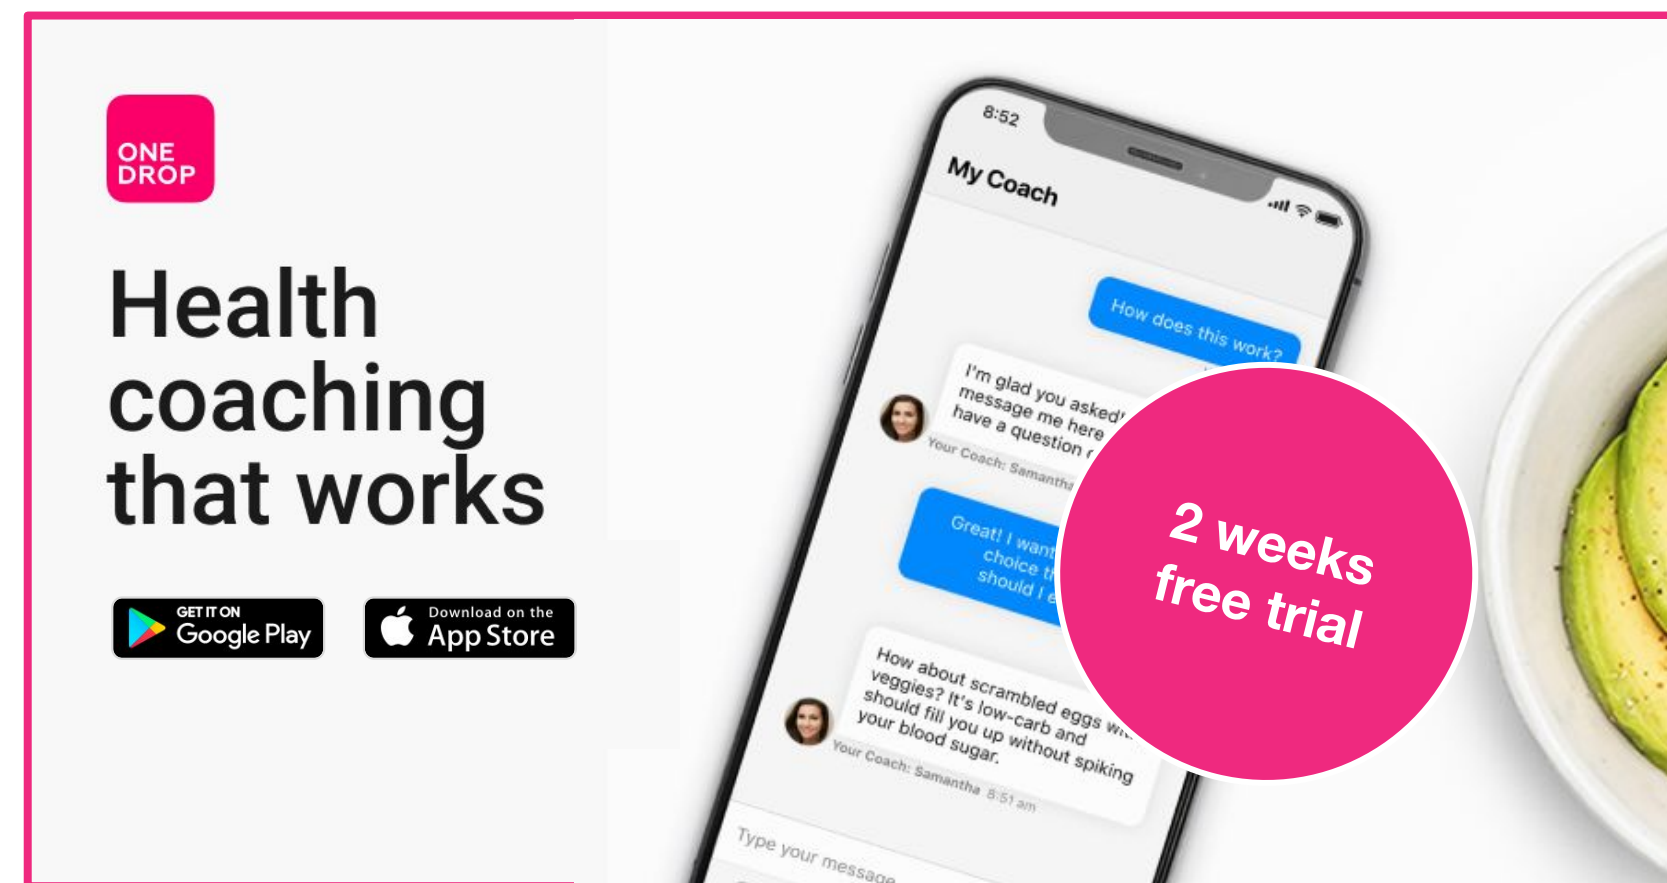 ONE
DROP
Health
coaching
that works
GET IT ON
Google Play
Download on the
App Store
8:52
My Coach
How does this work?
I'm glad you asked!
message me here
have a question
Your Coach: Samantha
Great! I want
choice
should I
How about scrambled eggs
veggies? It's low-carb and
should fill you up without spiking
your blood sugar.
Your Coach: Samantha 8:51 am
Type your message
2 weeks
free trial